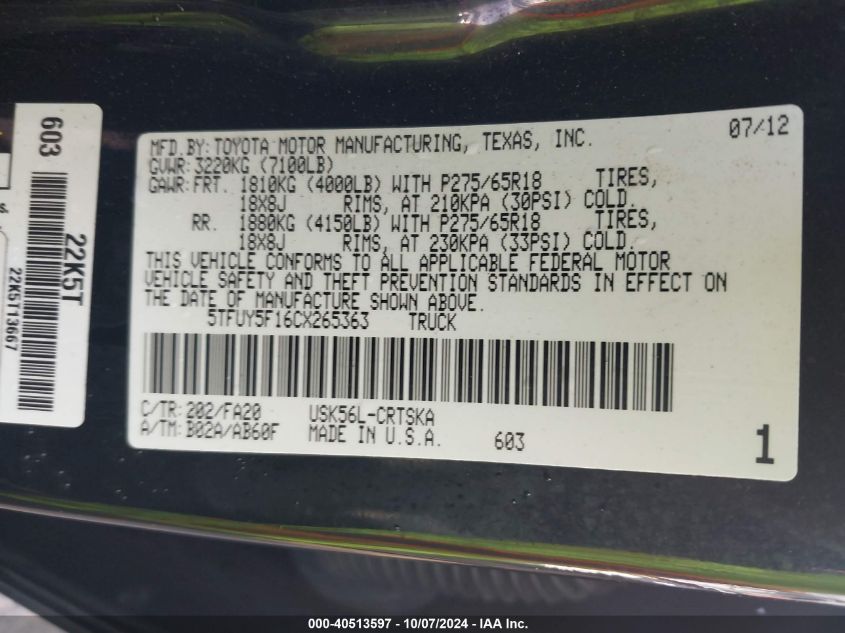 MFD. BY: TOYOTA MOTOR MANUFACTURING, TEXAS, INC. 07/12
GVWR: 3220KG (7100LB)
GAWR: FRT. 1810KG (4000LB) WITH P275/65R18 TIRES,
18X8J RIMS, AT 210KPA (30PSI) COLD.
RR. 1880KG (4150LB) WITH P275/65R18 TIRES,
18X8J RIMS, AT 230KPA (33PSI) COLD.
THIS VEHICLE CONFORMS TO ALL APPLICABLE FEDERAL MOTOR
VEHICLE SAFETY AND THEFT PREVENTION STANDARDS IN EFFECT ON
THE DATE OF MANUFACTURE SHOWN ABOVE.
5TFUY5F16CX265363 TRUCK
C/TR: 202/FA20 USK56L-CRTSKA
A/TM: B02A/AB60F MADE IN U.S.A. 603
1
603
22K5T
22K5113667
s.
000-40513597 - 10/07/2024 - IAA Inc.